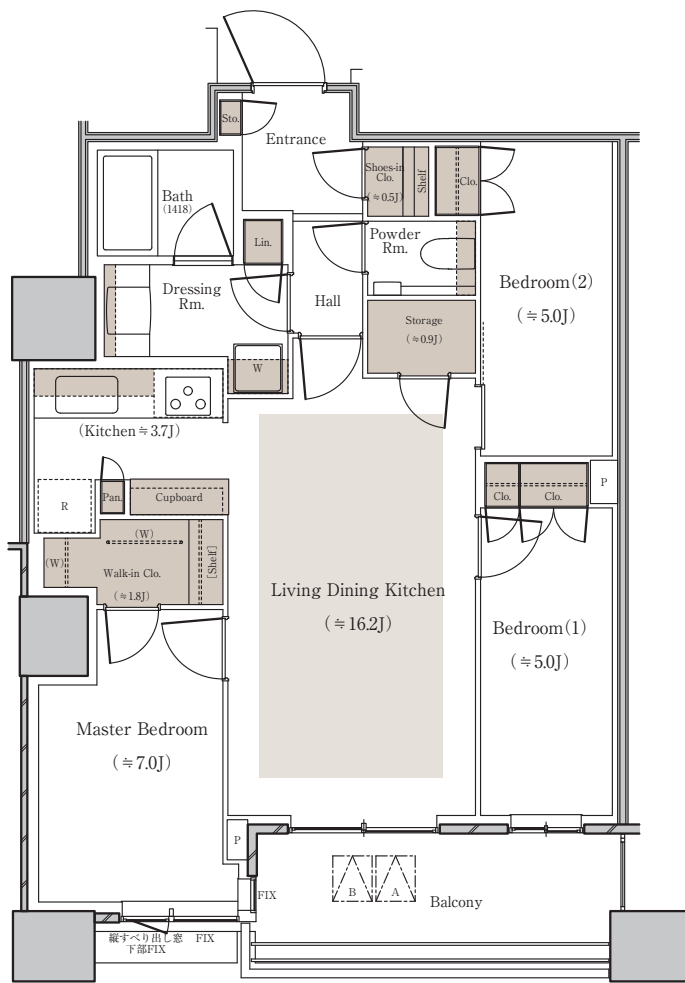 Sto.
Entrance
Bath
(1418)
Shoes-in
Clo.
(≒0.5J)
Shelf
Clo.
Lin.
Powder
Rm.
Dressing
Rm.
Hall
Bedroom(2)
(≒5.0J)
Storage
(≒0.9J)
W
(Kitchen≒3.7J)
R
Pan.
Cupboard
Clo.
Clo.
P
(W)
(W)
Walk-in Clo.
(≒1.8J)
[Shelf]
Living Dining Kitchen
(≒16.2J)
Bedroom(1)
(≒5.0J)
Master Bedroom
(≒7.0J)
P
FIX
B
A
Balcony
縦すべり出し窓 FIX
下部FIX